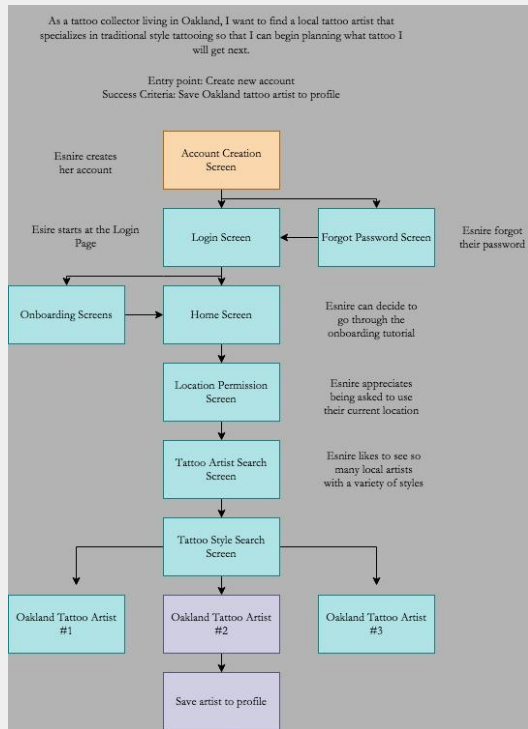 As a tattoo collector living in Oakland, I want to find a local tattoo artist that
specializes in traditional style tattooing so that I can begin planning what tattoo I
will get next.
Entry point: Create new account
Success Criteria: Save Oakland tattoo artist to profile
Esnire creates
her account
Account Creation
Screen
Esire starts at the Login
Page
Login Screen
Forgot Password Screen
Esnire forgot
their password
Onboarding Screens
Home Screen
Esnire can decide to
go through the
onboarding tutorial
Location Permission
Screen
Esnire appreciates
being asked to use
their current location
Tattoo Artist Search
Screen
Esnire likes to see so
many local artists
with a variety of styles
Tattoo Style Search
Screen
Oakland Tattoo Artist
#1
Oakland Tattoo Artist
#2
Oakland Tattoo Artist
#3
Save artist to profile